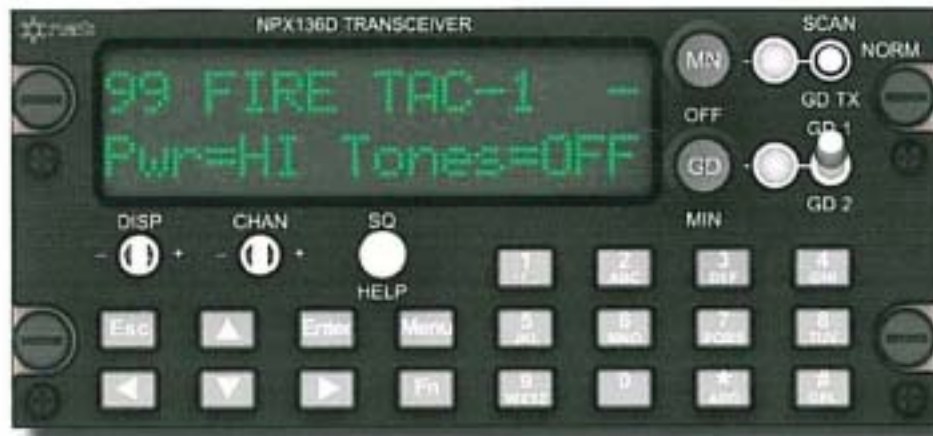 NPX136D TRANSCEIVER
SCAN
NORM
MN
GD TX
OFF
GD 1
GD
GD 2
MIN
99 FIRE TAC-1 -
Pwr=HI Tones=OFF
DISP
- +
CHAN
- +
SQ
HELP
1
2 ABC
3 DEF
4 GHI
Esc ▲ Enter Menu
5 JKL
6 MNO
7 PQRS
8 TUV
◀ ▼ ▶ Fn
9 WXYZ
0
*
#
DEL